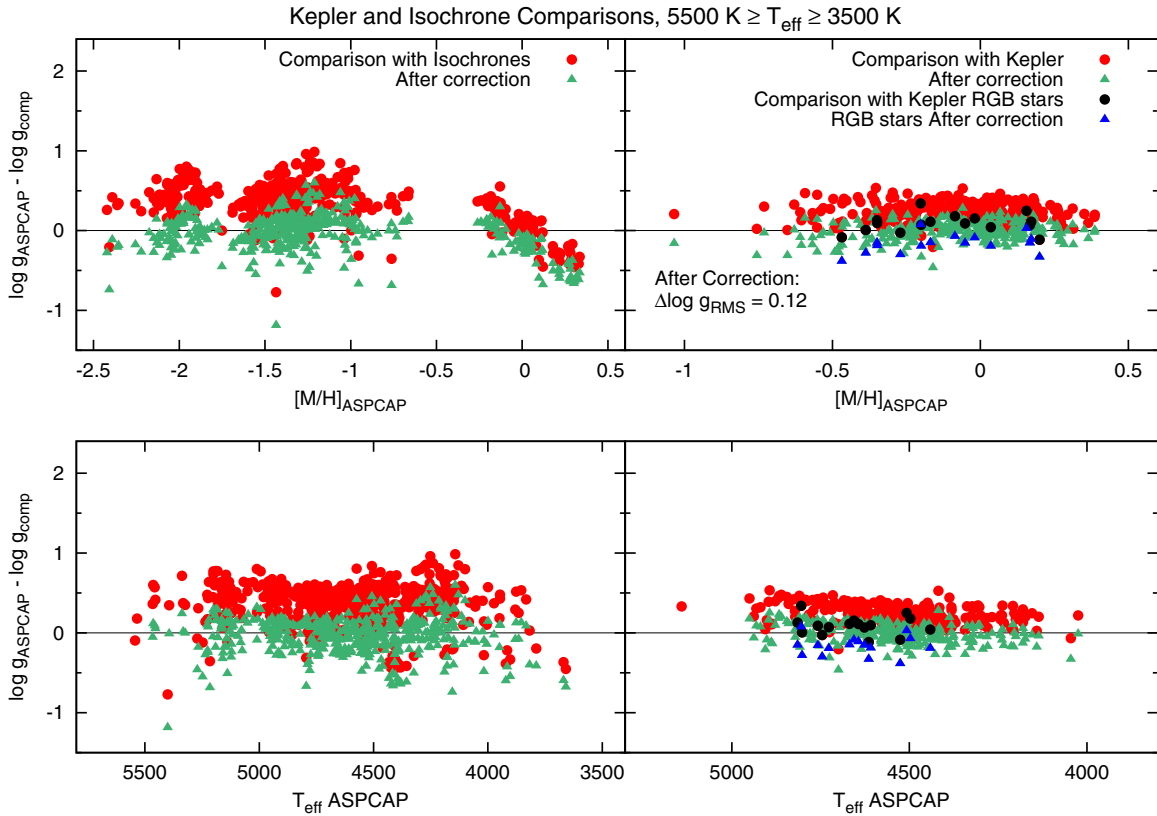 Kepler and Isochrone Comparisons, 5500 K ≥ T_eff ≥ 3500 K
log g_ASPCAP - log g_comp
2
1
0
-1
Comparison with Isochrones
After correction
-2.5 -2 -1.5 -1 -0.5 0 0.5
[M/H]_ASPCAP
Comparison with Kepler
After correction
Comparison with Kepler RGB stars
RGB stars After correction
After Correction:
Δlog g_RMS = 0.12
-1 -0.5 0 0.5
[M/H]_ASPCAP
log g_ASPCAP - log g_comp
2
1
0
-1
5500 5000 4500 4000 3500
T_eff ASPCAP
5000 4500 4000
T_eff ASPCAP